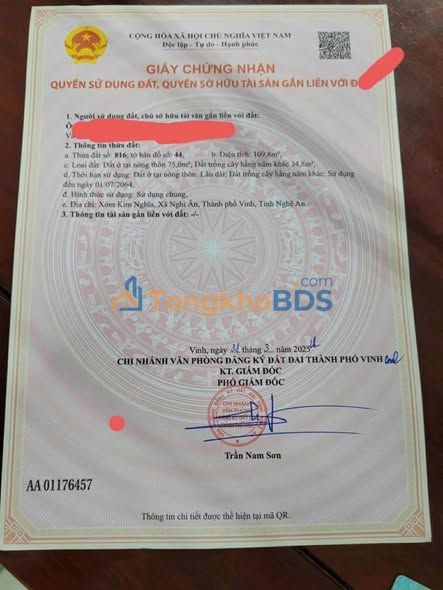 CỘNG HÒA XÃ HỘI CHỦ NGHĨA VIỆT NAM
Độc lập - Tự do - Hạnh phúc
GIẤY CHỨNG NHẬN
QUYỀN SỬ DỤNG ĐẤT, QUYỀN SỞ HỮU TÀI SẢN GẮN LIỀN VỚI
1. Người sử dụng đất, chủ sở hữu tài sản gắn liền với đất:
2. Thông tin thửa đất:
a. Thửa đất số: 816; tờ bản đồ số: 44, b. Diện tích: 109,8m²,
c. Loại đất: Đất ở tại nông thôn 75,0m²; Đất trồng cây hằng năm khác 34,8m²,
d. Thời hạn sử dụng: Đất ở tại nông thôn: Lâu dài; Đất trồng cây hằng năm khác: Sử dụng
đến ngày 01/07/2064,
đ. Hình thức sử dụng: Sử dụng chung,
e. Địa chỉ: Xóm Kim Nghĩa, Xã Nghi Ân, Thành phố Vinh, Tỉnh Nghệ An.
3. Thông tin tài sản gắn liền với đất: -/-
TongkhoBDS
.com
Vinh, ngày 31 tháng 3 năm 2025
CHI NHÁNH VĂN PHÒNG ĐĂNG KÝ ĐẤT ĐAI THÀNH PHỐ VINH
KT. GIÁM ĐỐC
PHÓ GIÁM ĐỐC
CHI NHÁNH
VĂN PHÒNG
Trần Nam Sơn
AA 01176457
Thông tin chi tiết được thể hiện tại mã QR.